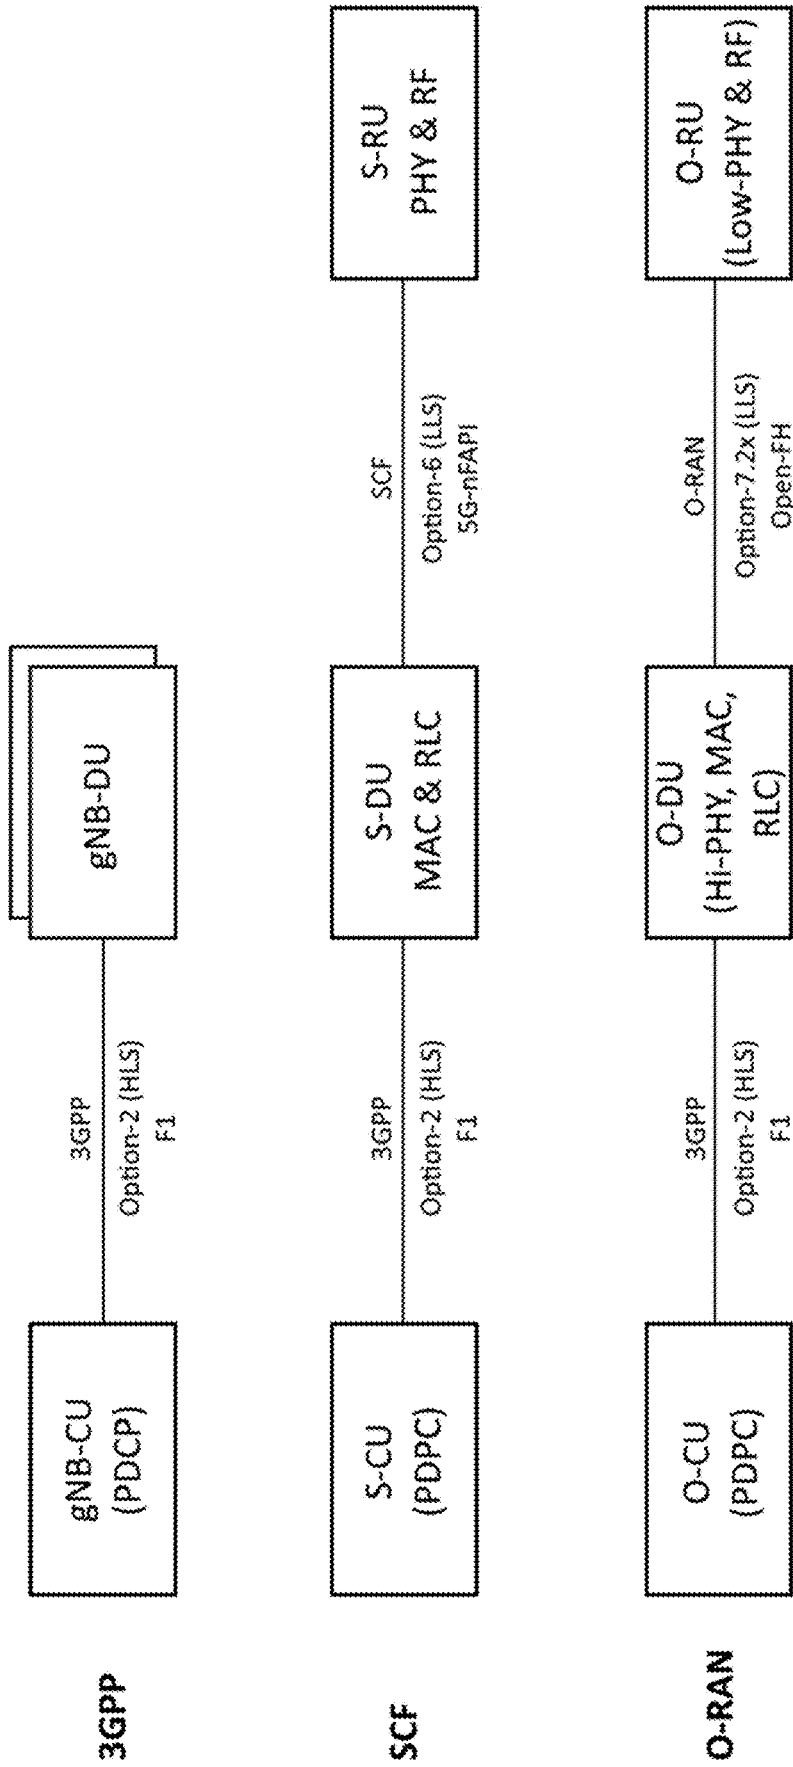 3GPP
gNB-CU
(PDCP)
3GPP
Option-2 (HLS)
F1
gNB-DU
SCF
S-CU
(PDPC)
3GPP
Option-2 (HLS)
F1
S-DU
MAC & RLC
SCF
Option-6 (LLS)
5G-nFAPI
S-RU
PHY & RF
O-RAN
O-CU
(PDPC)
3GPP
Option-2 (HLS)
F1
O-DU
(Hi-PHY, MAC,
RLC)
O-RAN
Option-7.2x (LLS)
Open-FH
O-RU
(Low-PHY & RF)